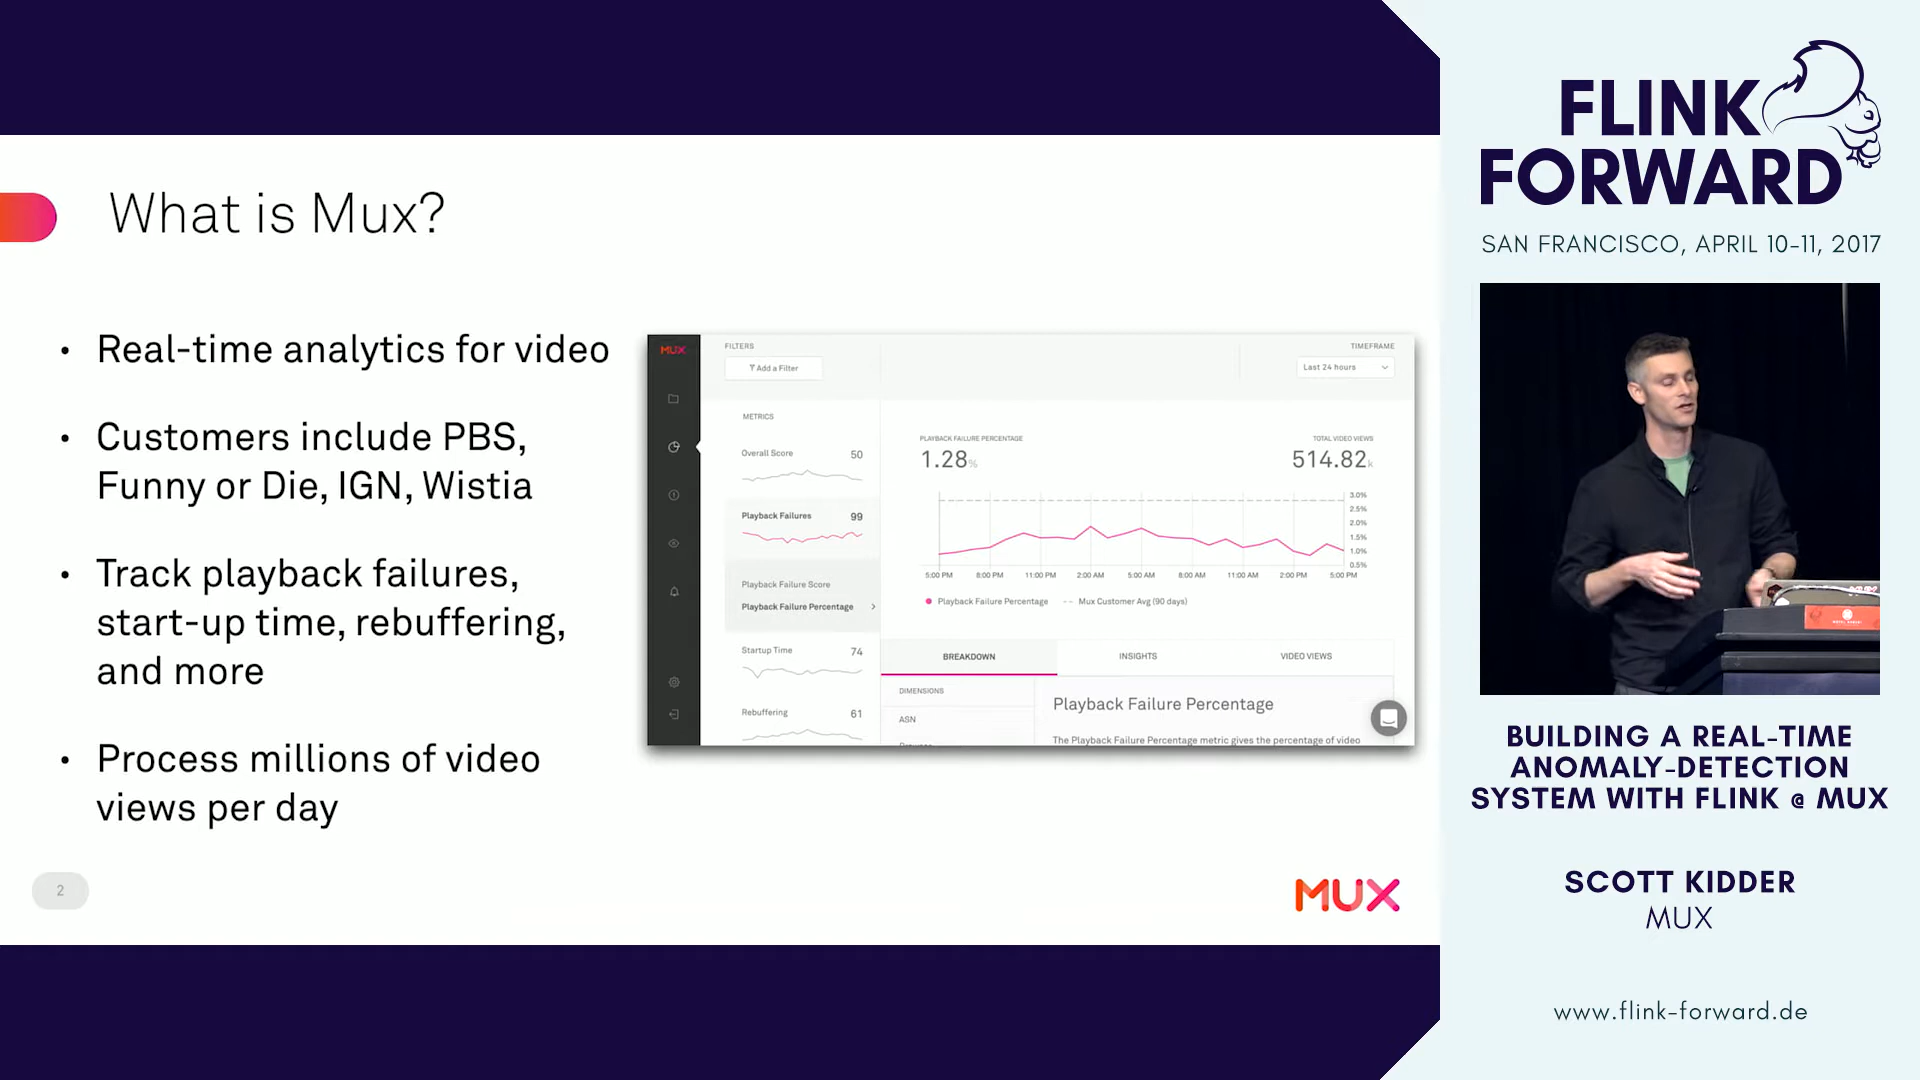 What is Mux?
• Real-time analytics for video
• Customers include PBS,
Funny or Die, IGN, Wistia
• Track playback failures,
start-up time, rebuffering,
and more
• Process millions of video
views per day
2
MUX
MUX
FILTERS
Add a Filter
TIMEFRAME
Last 24 hours
METRICS
Overall Score 50
Playback Failures 99
Playback Failure Score
Playback Failure Percentage >
Startup Time 74
Rebuffering 61
PLAYBACK FAILURE PERCENTAGE
1.28%
TOTAL VIDEO VIEWS
514.82k
3.0%
2.5%
2.0%
1.5%
1.0%
0.5%
5:00 PM 8:00 PM 11:00 PM 2:00 AM 5:00 AM 8:00 AM 11:00 AM 2:00 PM 5:00 PM
Playback Failure Percentage -- Mux Customer Avg (90 days)
BREAKDOWN INSIGHTS VIDEO VIEWS
DIMENSIONS
ASN
Playback Failure Percentage
The Playback Failure Percentage metric gives the percentage of video
FLINK
FORWARD
SAN FRANCISCO, APRIL 10-11, 2017
BUILDING A REAL-TIME
ANOMALY-DETECTION
SYSTEM WITH FLINK @ MUX
SCOTT KIDDER
MUX
www.flink-forward.de